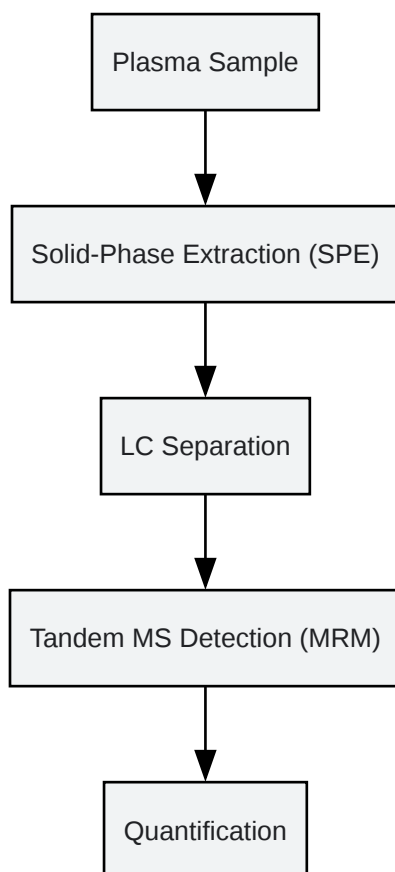 Plasma Sample
Solid-Phase Extraction (SPE)
LC Separation
Tandem MS Detection (MRM)
Quantification